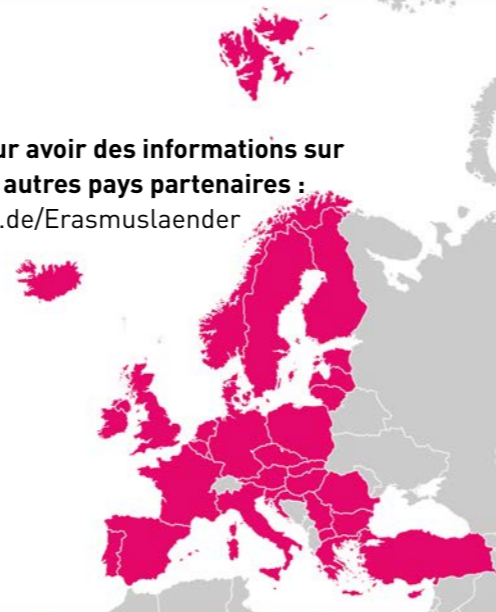 ur avoir des informations sur
autres pays partenaires :
.de/Erasmuslaender